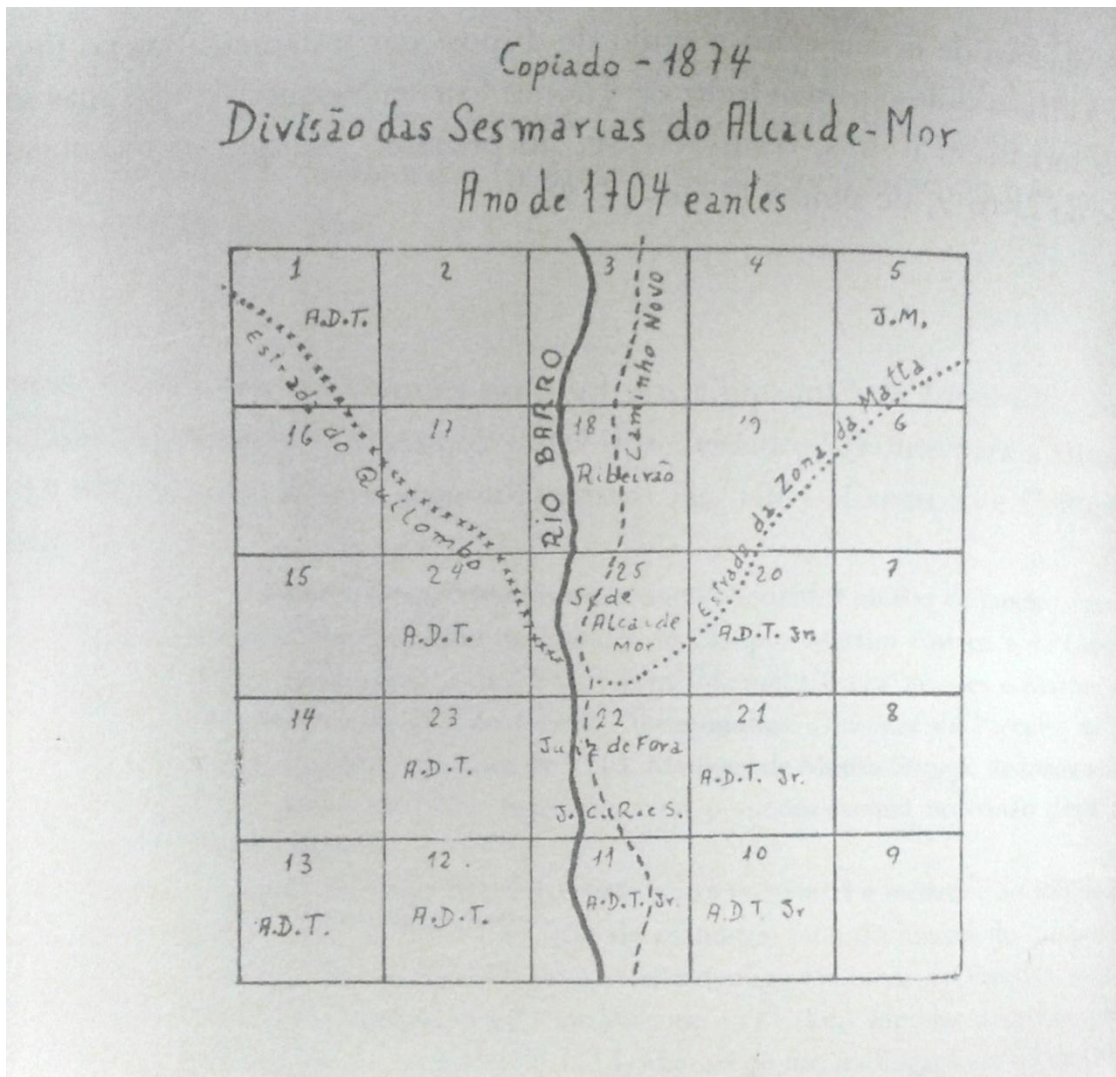 Copiado - 1874
Divisão das Sesmarias do Alcaide-Mor
Ano de 1704 e antes
1
2
3
4
5
A.D.T.
J.M.
Estrada do Quilombo
RIO BARRO
Caminho Novo
Estrada da Zona da Matta
16
17
18
19
6
Ribeirão
15
24
25
20
7
A.D.T.
Séde
Alcaide
Mor
A.D.T. Jr.
14
23
22
21
8
A.D.T.
Juiz de Fora
A.D.T. Jr.
J.C.R. e S.
13
12
11
10
9
A.D.T.
A.D.T.
A.D.T. Jr.
A.D.T. Jr